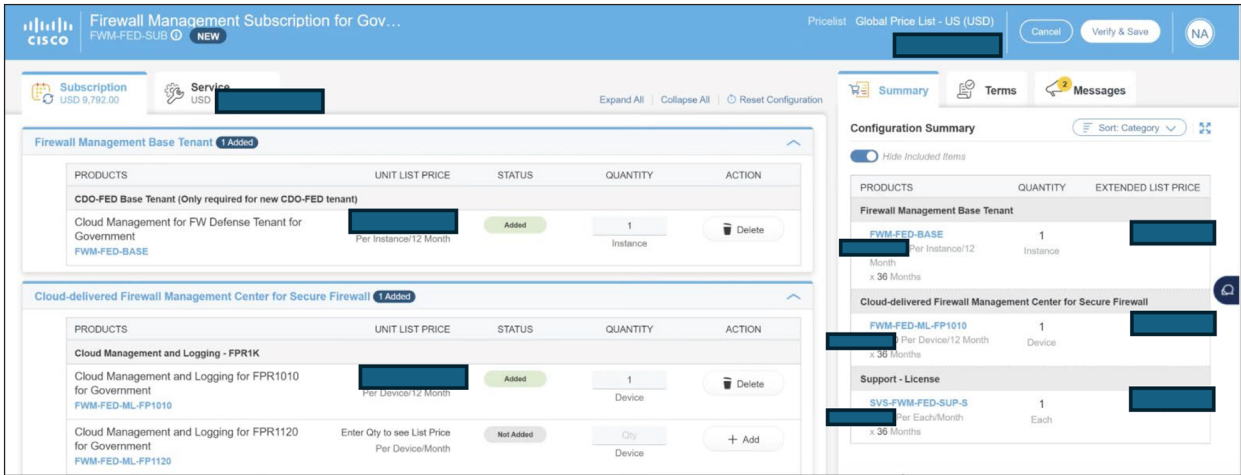 CISCO
Firewall Management Subscription for Gov...
FWM-FED-SUB NEW
Pricelist Global Price List - US (USD)
Cancel
Verify & Save
NA
Subscription
USD 9,792.00
Service
USD
Expand All | Collapse All | Reset Configuration
Firewall Management Base Tenant 1 Added
PRODUCTS UNIT LIST PRICE STATUS QUANTITY ACTION
CDO-FED Base Tenant (Only required for new CDO-FED tenant)
Cloud Management for FW Defense Tenant for
Government
FWM-FED-BASE
Per Instance/12 Month
Added
1
Instance
Delete
Cloud-delivered Firewall Management Center for Secure Firewall 1 Added
PRODUCTS UNIT LIST PRICE STATUS QUANTITY ACTION
Cloud Management and Logging - FPR1K
Cloud Management and Logging for FPR1010
for Government
FWM-FED-ML-FP1010
Per Device/12 Month
Added
1
Device
Delete
Cloud Management and Logging for FPR1120
for Government
FWM-FED-ML-FP1120
Enter Qty to see List Price
Per Device/Month
Not Added
Qty
Device
+ Add
Summary
Terms
2
Messages
Configuration Summary
Sort: Category
Hide Included Items
PRODUCTS QUANTITY EXTENDED LIST PRICE
Firewall Management Base Tenant
FWM-FED-BASE
Per Instance/12
Month
x 36 Months
1
Instance
Cloud-delivered Firewall Management Center for Secure Firewall
FWM-FED-ML-FP1010
Per Device/12 Month
x 36 Months
1
Device
Support - License
SVS-FWM-FED-SUP-S
Per Each/Month
x 36 Months
1
Each